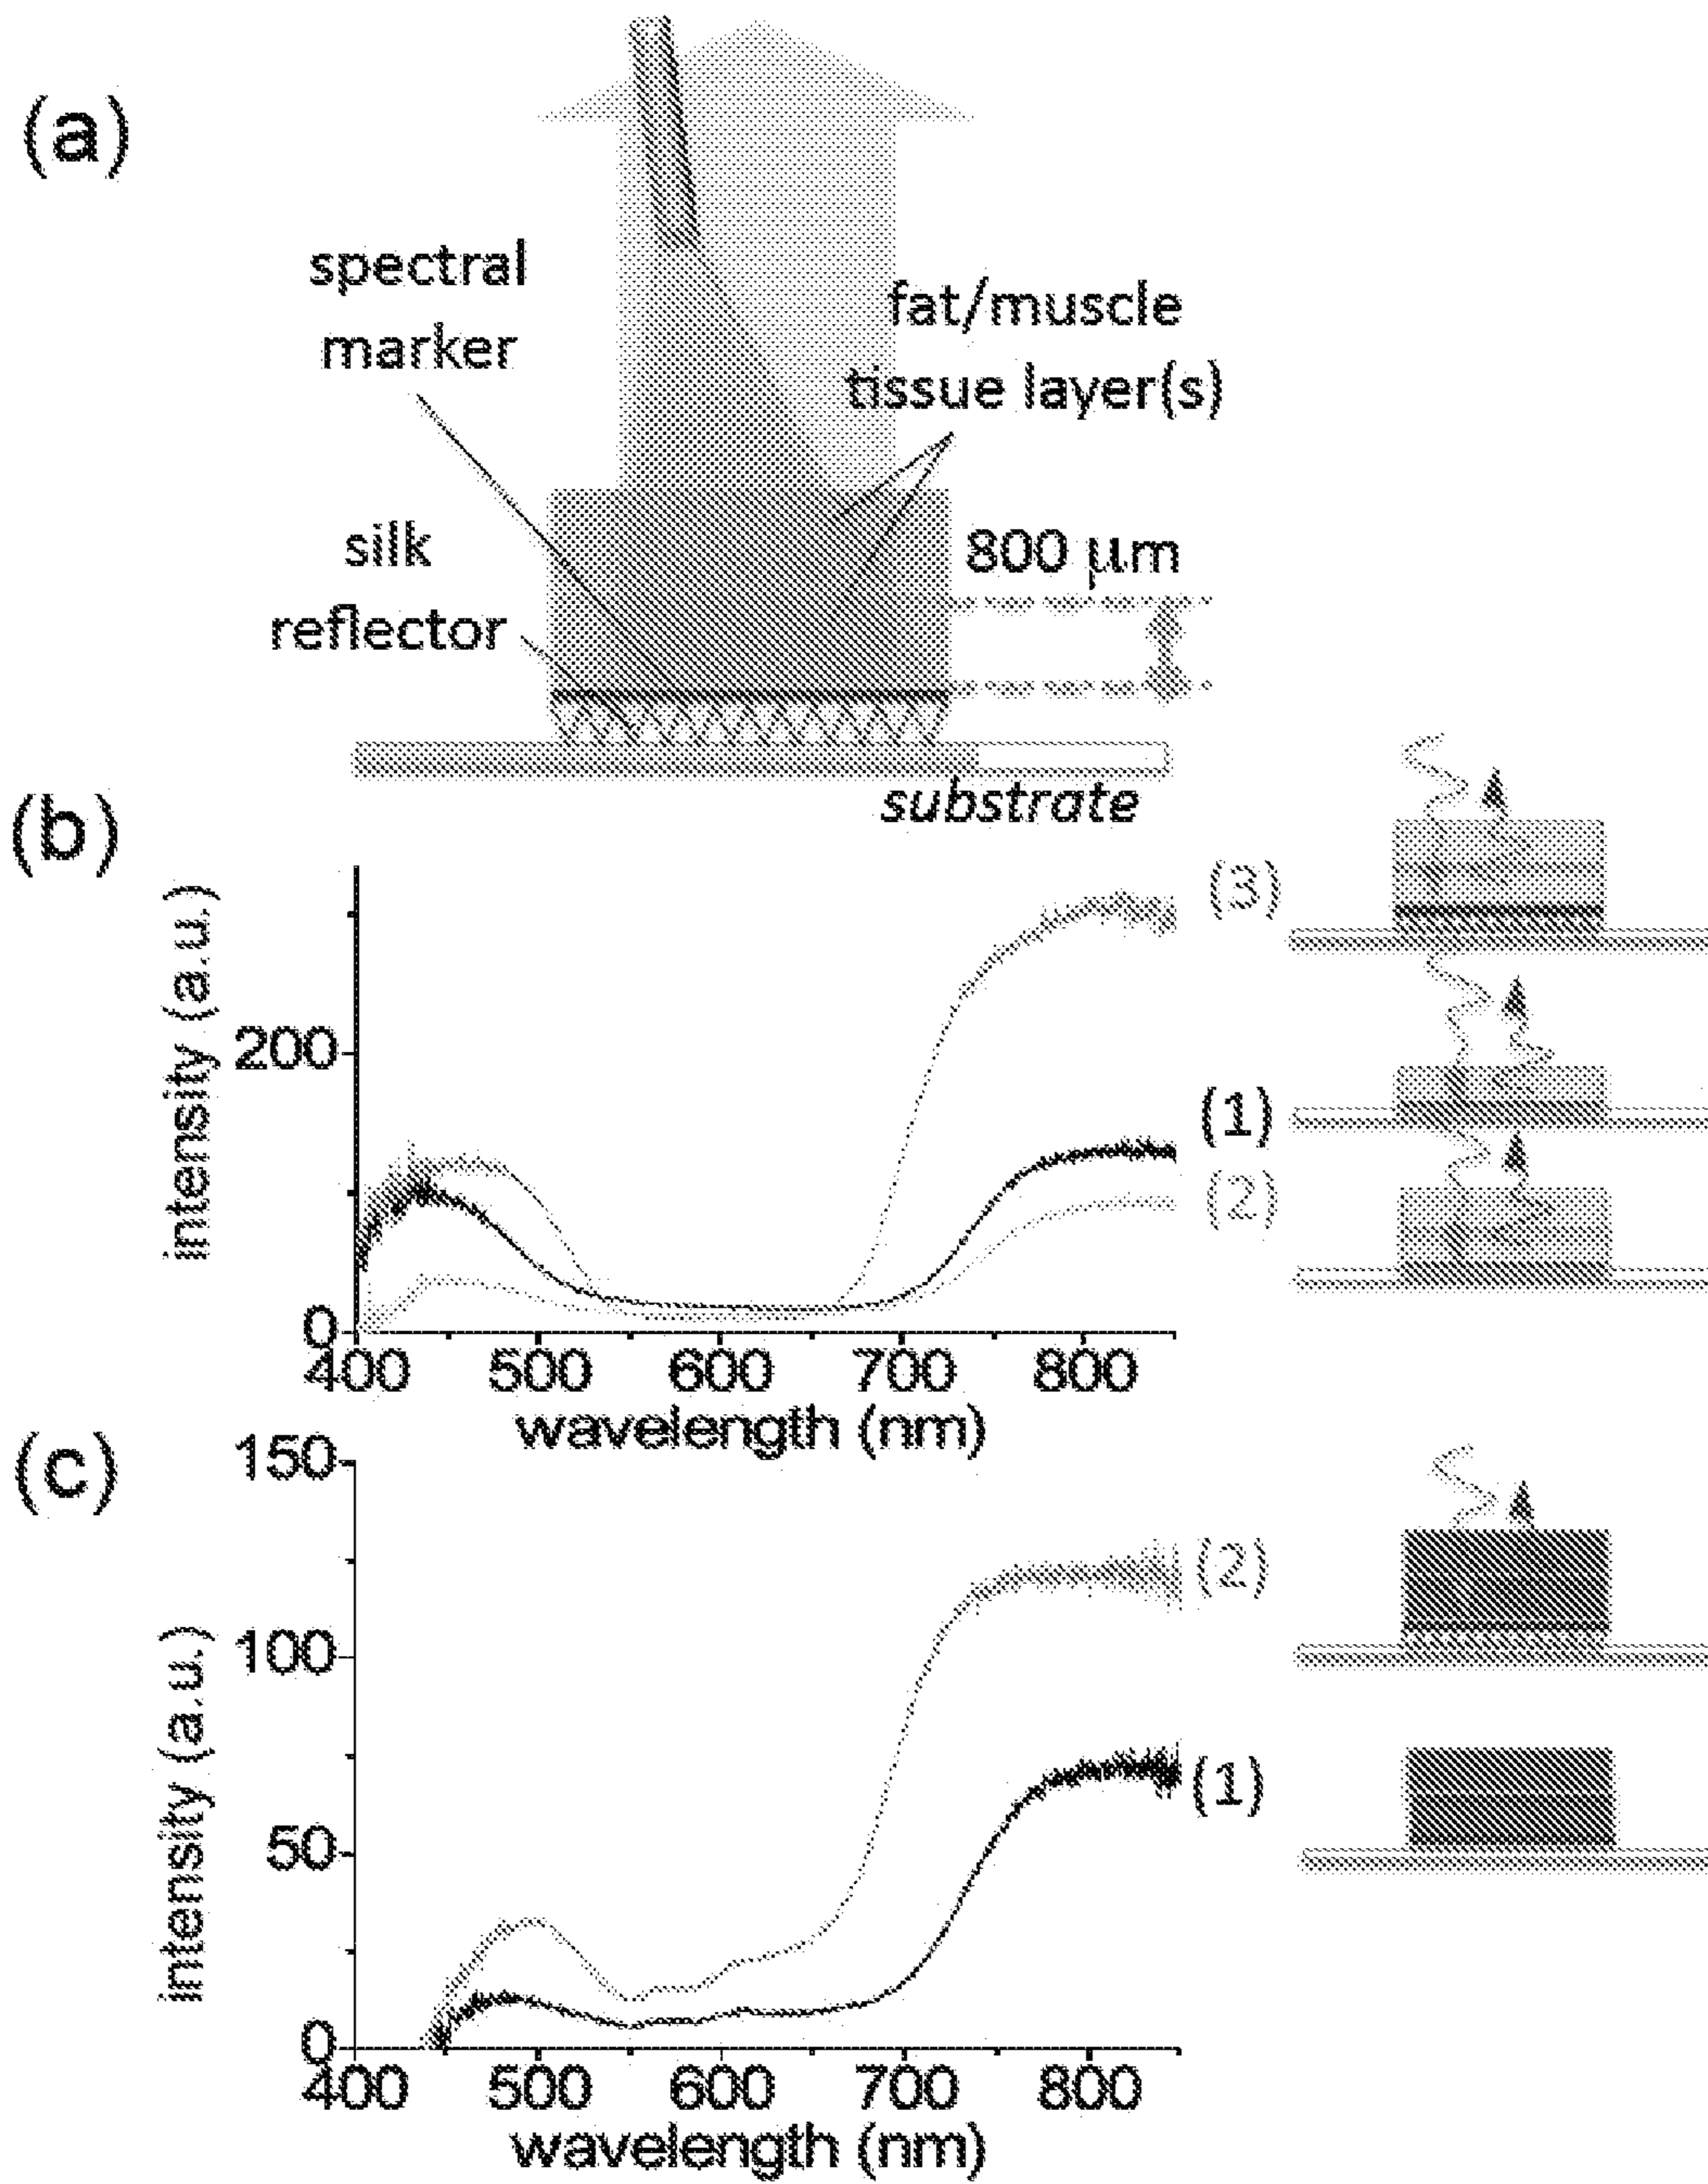 (a)
spectral
marker
fat/muscle
tissue layer(s)
silk
reflector
800 µm
substrate
(b)
intensity (a.u.)
200
0
400 500 600 700 800
wavelength (nm)
(3)
(1)
(2)
(c)
intensity (a.u.)
150
100
50
0
400 500 600 700 800
wavelength (nm)
(2)
(1)